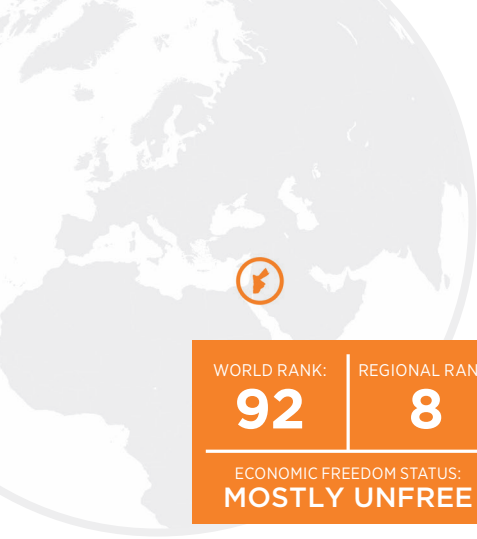 WORLD RANK:
92
REGIONAL RAN
8
ECONOMIC FREEDOM STATUS:
MOSTLY UNFREE